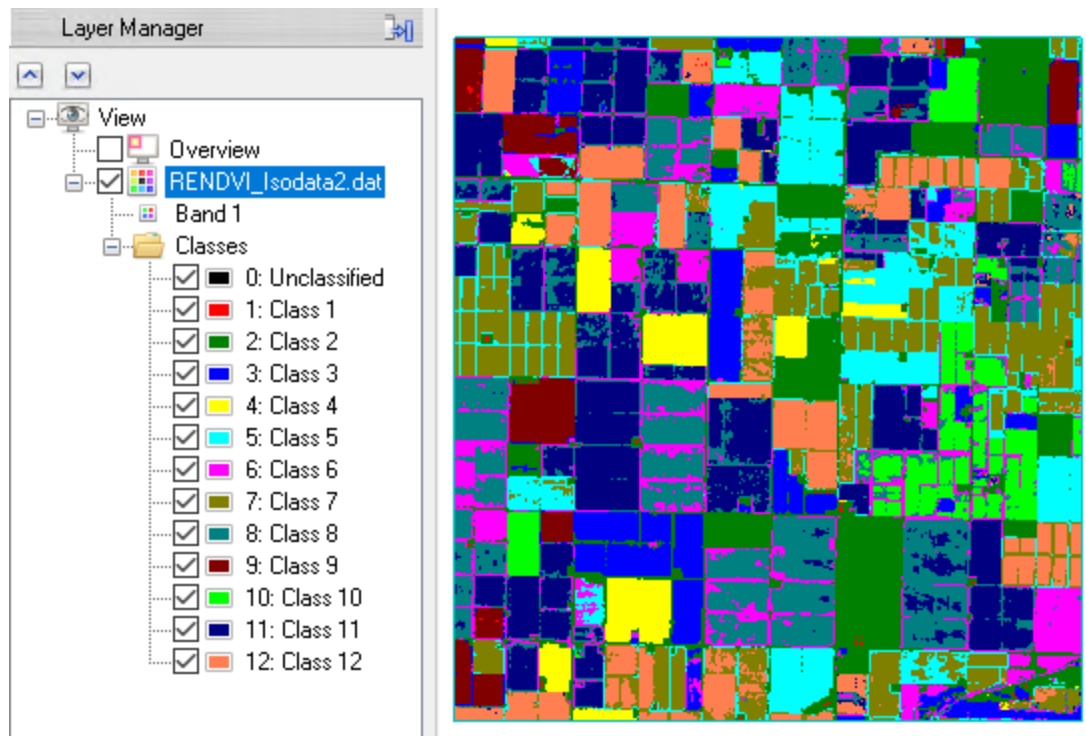 Layer Manager
View
Overview
RENDVI_Isodata2.dat
Band 1
Classes
0: Unclassified
1: Class 1
2: Class 2
3: Class 3
4: Class 4
5: Class 5
6: Class 6
7: Class 7
8: Class 8
9: Class 9
10: Class 10
11: Class 11
12: Class 12